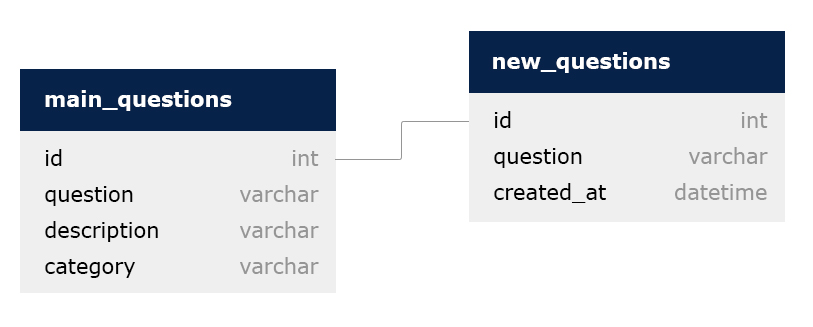 main_questions
id int
question varchar
description varchar
category varchar
new_questions
id int
question varchar
created_at datetime